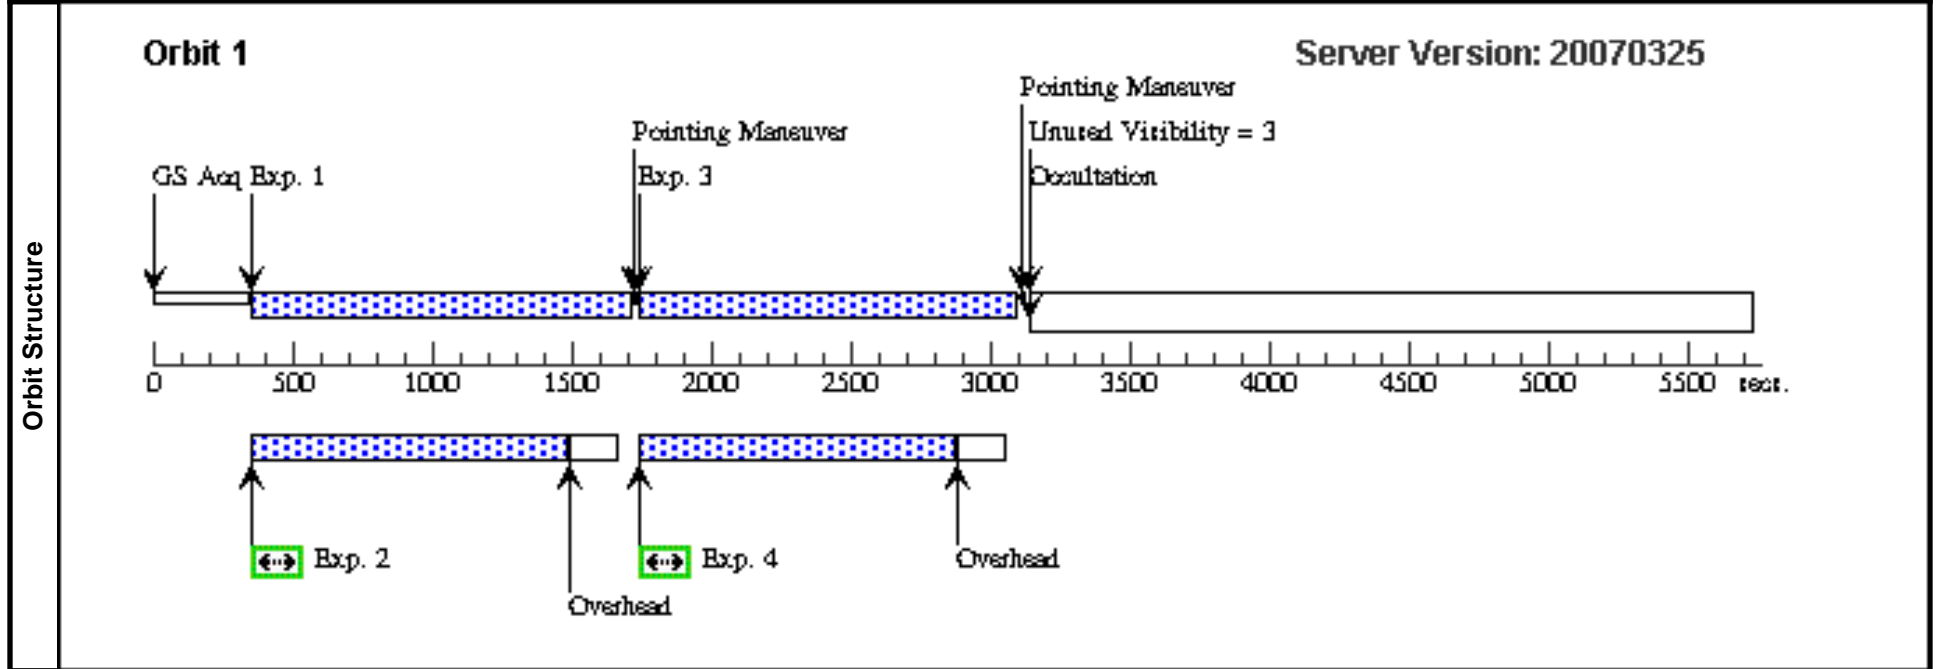 Orbit Structure
Orbit 1
Server Version: 20070325
Pointing Maneuver
Pointing Maneuver
Unused Visibility = 3
GS Acq
Exp. 1
Exp. 3
Occultation
0 500 1000 1500 2000 2500 3000 3500 4000 4500 5000 5500 secs.
Exp. 2
Exp. 4
Overhead
Overhead